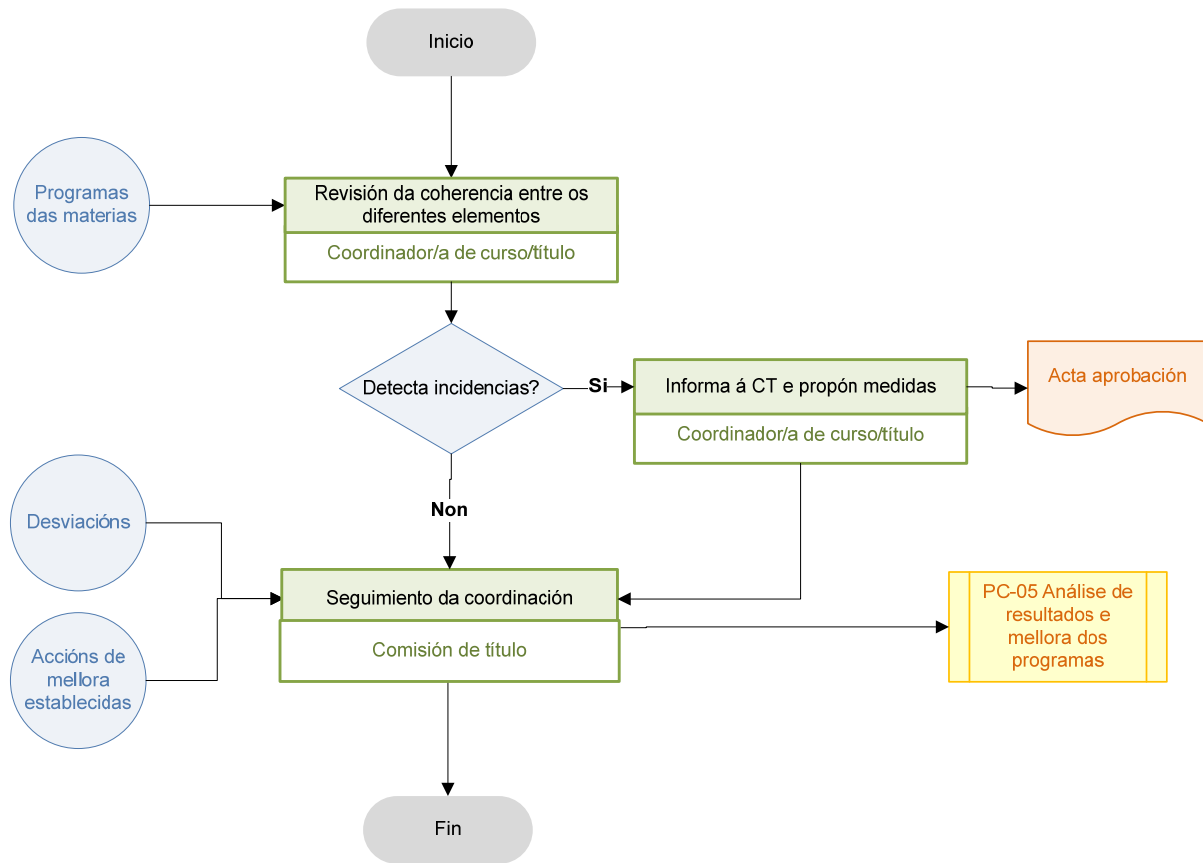 Inicio
Programas
das materias
Revisión da coherencia entre os
diferentes elementos
Coordinador/a de curso/título
Detecta incidencias?
Si
Informa á CT e propón medidas
Coordinador/a de curso/título
Acta aprobación
Non
Desviacións
Seguimiento da coordinación
Comisión de título
Accións de
mellora
establecidas
PC-05 Análise de
resultados e
mellora dos
programas
Fin